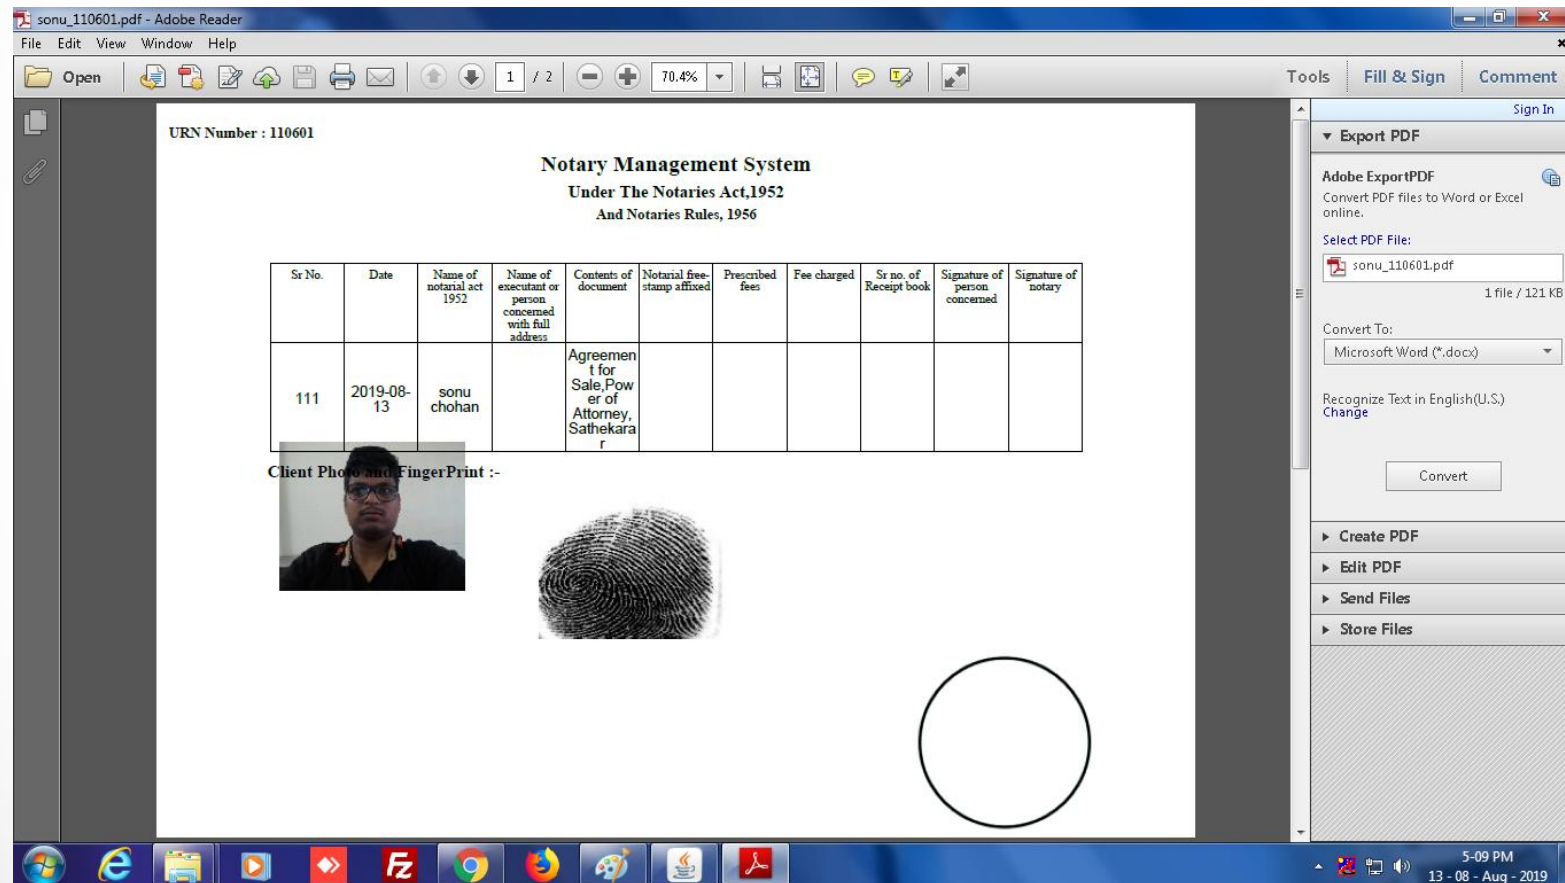 sonu_110601.pdf - Adobe Reader
File Edit View Window Help
Open
1 / 2
70.4%
Tools Fill & Sign Comment
Sign In
URN Number : 110601
Notary Management System
Under The Notaries Act,1952
And Notaries Rules, 1956
Sr No.
Date
Name of
notarial act
1952
Name of
executant or
person
concerned
with full
address
Contents of
document
Notarial free-
stamp affixed
Prescribed
fees
Fee charged
Sr no. of
Receipt book
Signature of
person
concerned
Signature of
notary
111
2019-08-
13
sonu
chohan
Agreemen
t for
Sale,Pow
er of
Attorney,
Sathekara
r
Client Photo and FingerPrint :-
Export PDF
Adobe ExportPDF
Convert PDF files to Word or Excel
online.
Select PDF File:
sonu_110601.pdf
1 file / 121 KB
Convert To:
Microsoft Word (*.docx)
Recognize Text in English(U.S.)
Change
Convert
Create PDF
Edit PDF
Send Files
Store Files
5-09 PM
13 - 08 - Aug - 2019